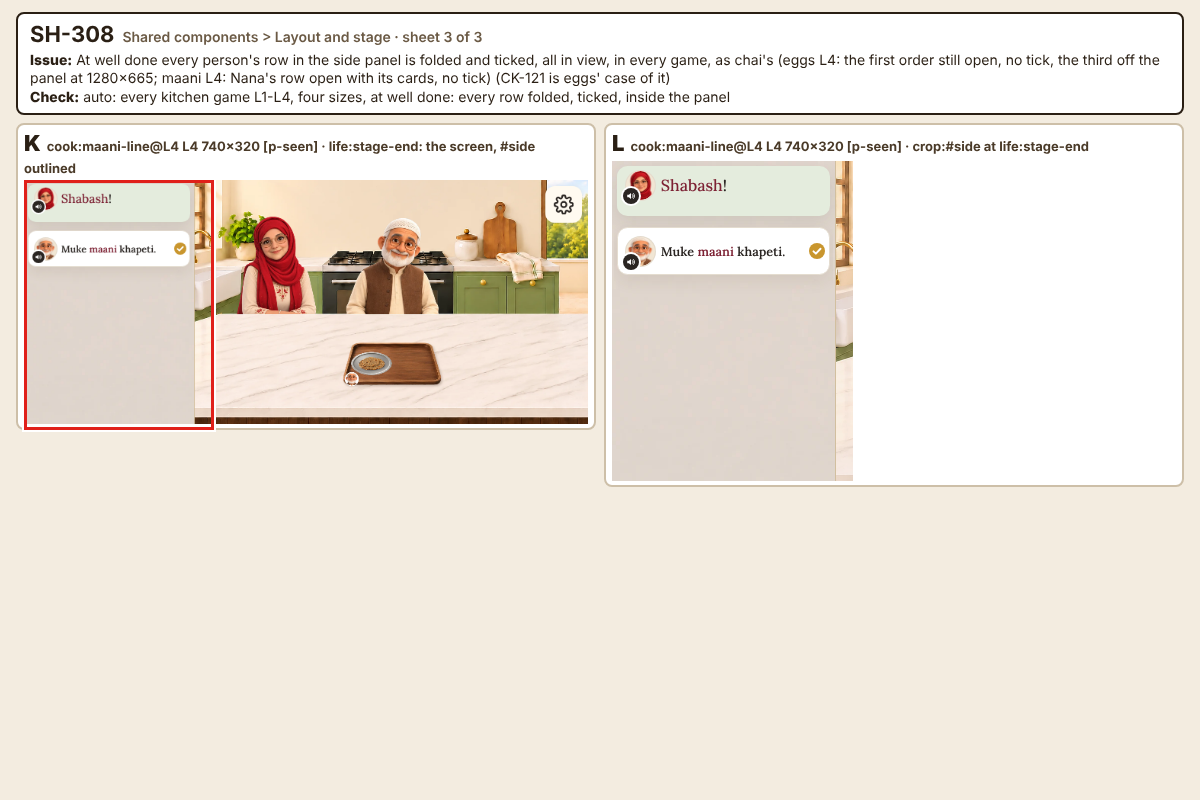 SH-308 Shared components > Layout and stage · sheet 3 of 3
Issue: At well done every person's row in the side panel is folded and ticked, all in view, in every game, as chai's (eggs L4: the first order still open, no tick, the third off the
panel at 1280×665; maani L4: Nana's row open with its cards, no tick) (CK-121 is eggs' case of it)
Check: auto: every kitchen game L1-L4, four sizes, at well done: every row folded, ticked, inside the panel
K cook:maani-line@L4 L4 740×320 [p-seen] · life:stage-end: the screen, #side
outlined
Shabash!
Muke maani khapeti.
L cook:maani-line@L4 L4 740×320 [p-seen] · crop:#side at life:stage-end
Shabash!
Muke maani khapeti.